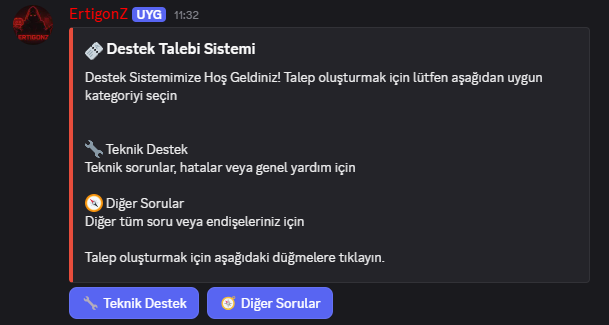 ErtigonZ UYG 11:32
ERTIGONZ
Destek Talebi Sistemi
Destek Sistemimize Hoş Geldiniz! Talep oluşturmak için lütfen aşağıdan uygun
kategoriyi seçin
Teknik Destek
Teknik sorunlar, hatalar veya genel yardım için
Diğer Sorular
Diğer tüm soru veya endişeleriniz için
Talep oluşturmak için aşağıdaki düğmelere tıklayın.
Teknik Destek
Diğer Sorular